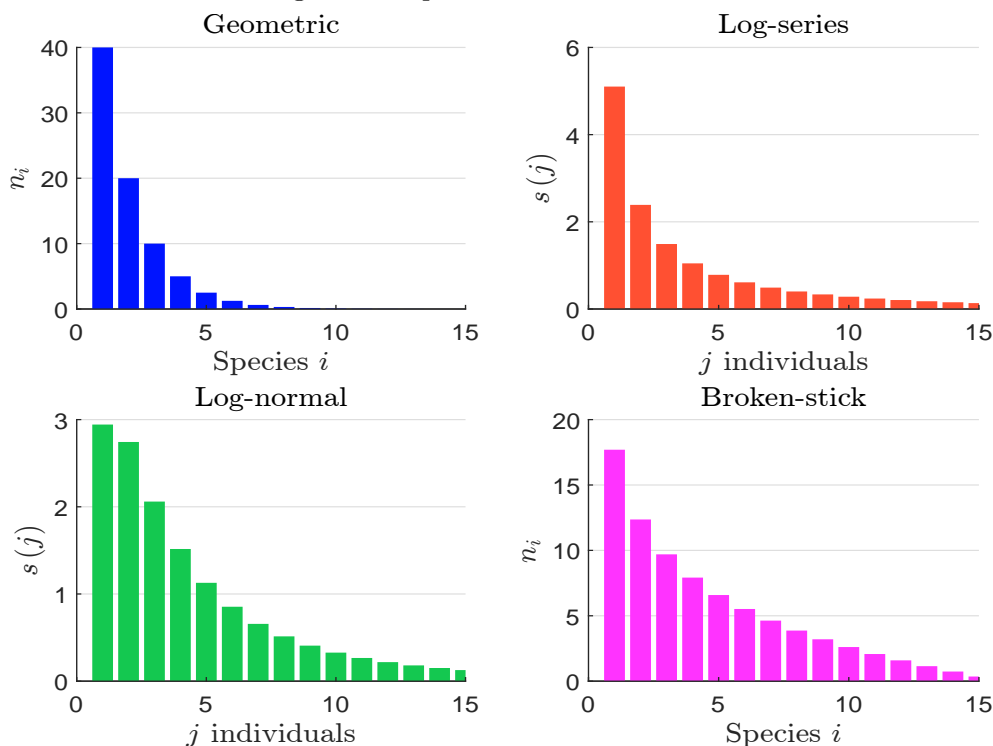 Geometric
40
30
20
10
0
n_i
0 5 10 15
Species i
Log-series
6
4
2
0
s(j)
0 5 10 15
j individuals
Log-normal
3
2
1
0
s(j)
0 5 10 15
j individuals
Broken-stick
20
15
10
5
0
n_i
0 5 10 15
Species i